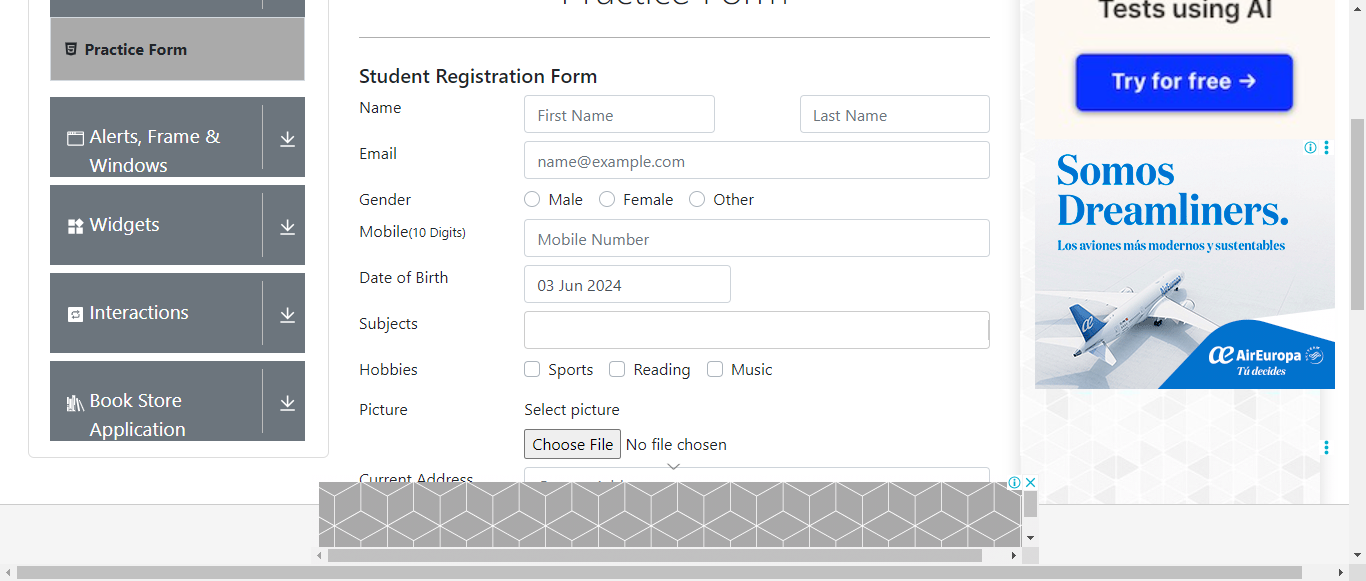 Practice Form
Tests using AI
Practice Form
Try for free →
Student Registration Form
Name
First Name
Last Name
Alerts, Frame &
Windows
Email
name@example.com
Somos
Dreamliners.
Los aviones más modernos y sustentables
Gender
Male
Female
Other
Widgets
Mobile(10 Digits)
Mobile Number
Date of Birth
03 Jun 2024
Interactions
Subjects
AirEuropa
Tú decides
Hobbies
Sports
Reading
Music
Book Store
Application
Picture
Select picture
Choose File
No file chosen
Current Address